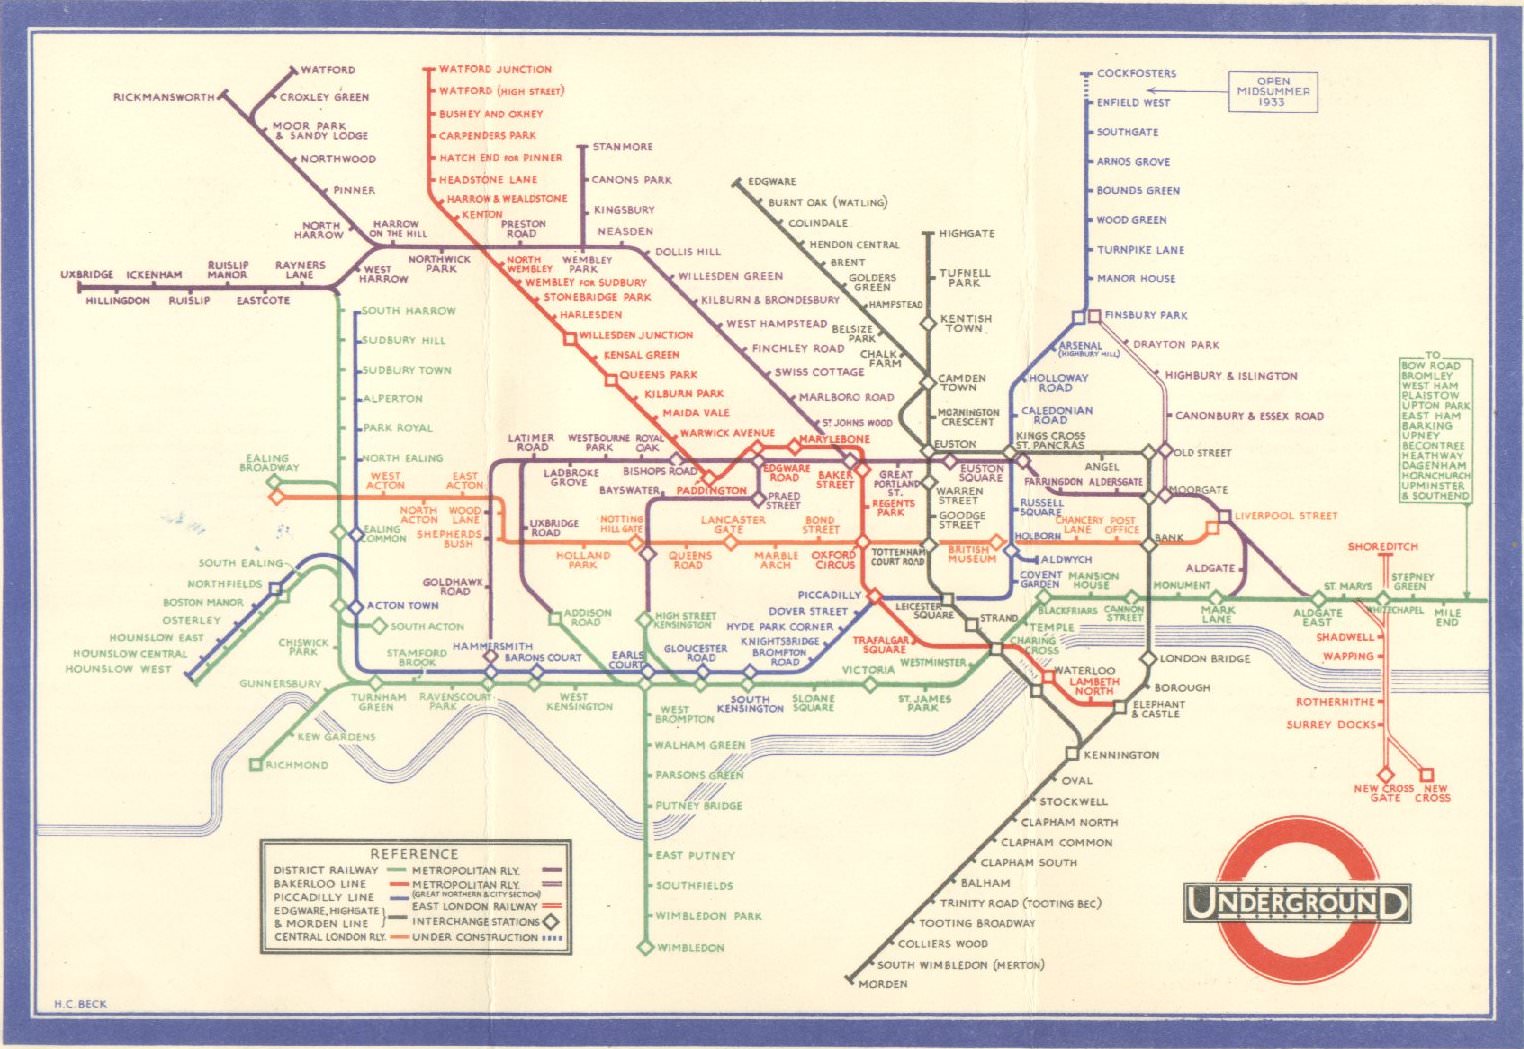 WATFORD
RICKMANSWORTH
CROXLEY GREEN
MOOR PARK
& SANDY LODGE
NORTHWOOD
PINNER
NORTH
HARROW
HARROW
ON THE HILL
NORTHWICK
PARK
PRESTON
ROAD
WEMBLEY
PARK
WEST
HARROW
RAYNERS
LANE
EASTCOTE
RUISLIP
MANOR
RUISLIP
ICKENHAM
HILLINGDON
UXBRIDGE
WATFORD JUNCTION
WATFORD (HIGH STREET)
BUSHEY AND OXHEY
CARPENDERS PARK
HATCH END FOR PINNER
HEADSTONE LANE
HARROW & WEALDSTONE
KENTON
NORTH
WEMBLEY
WEMBLEY FOR SUDBURY
STONEBRIDGE PARK
HARLESDEN
WILLESDEN JUNCTION
KENSAL GREEN
QUEENS PARK
KILBURN PARK
MAIDA VALE
WARWICK AVENUE
PADDINGTON
EDGWARE
ROAD
MARYLEBONE
BAKER
STREET
REGENTS
PARK
STANMORE
CANONS PARK
KINGSBURY
NEASDEN
DOLLIS HILL
WILLESDEN GREEN
KILBURN & BRONDESBURY
WEST HAMPSTEAD
FINCHLEY ROAD
SWISS COTTAGE
MARLBORO ROAD
ST JOHNS WOOD
EDGWARE
BURNT OAK (WATLING)
COLINDALE
HENDON CENTRAL
BRENT
GOLDERS
GREEN
HAMPSTEAD
BELSIZE
PARK
CHALK
FARM
HIGHGATE
TUFNELL
PARK
KENTISH
TOWN
CAMDEN
TOWN
MORNINGTON
CRESCENT
EUSTON
WARREN
STREET
GOODGE
STREET
TOTTENHAM
COURT ROAD
LEICESTER
SQUARE
STRAND
CHARING
CROSS
WATERLOO
LAMBETH
NORTH
ELEPHANT
& CASTLE
KENNINGTON
OVAL
STOCKWELL
CLAPHAM NORTH
CLAPHAM COMMON
CLAPHAM SOUTH
BALHAM
TRINITY ROAD (TOOTING BEC)
TOOTING BROADWAY
COLLIERS WOOD
SOUTH WIMBLEDON (MERTON)
MORDEN
COCKFOSTERS
OPEN
MIDSUMMER
1933
ENFIELD WEST
SOUTHGATE
ARNOS GROVE
BOUNDS GREEN
WOOD GREEN
TURNPIKE LANE
MANOR HOUSE
FINSBURY PARK
DRAYTON PARK
HIGHBURY & ISLINGTON
CANONBURY & ESSEX ROAD
OLD STREET
MOORGATE
ARSENAL
(HIGHBURY HILL)
HOLLOWAY
ROAD
CALEDONIAN
ROAD
KINGS CROSS
ST. PANCRAS
ANGEL
FARRINGDON
ALDERSGATE
EUSTON
SQUARE
GREAT
PORTLAND
ST.
RUSSELL
SQUARE
HOLBORN
ALDWYCH
COVENT
GARDEN
LIVERPOOL STREET
ALDGATE
BANK
LONDON BRIDGE
BOROUGH
TO
BOW ROAD
BROMLEY
WEST HAM
PLAISTOW
UPTON PARK
EAST HAM
BARKING
UPNEY
BECONTREE
HEATHWAY
DAGENHAM
HORNCHURCH
UPMINSTER
& SOUTHEND
SOUTH HARROW
SUDBURY HILL
SUDBURY TOWN
ALPERTON
PARK ROYAL
NORTH EALING
EALING
BROADWAY
WEST
ACTON
EAST
ACTON
NORTH
ACTON
WOOD
LANE
SHEPHERDS
BUSH
HOLLAND
PARK
NOTTING
HILL GATE
QUEENS
ROAD
LANCASTER
GATE
MARBLE
ARCH
BOND
STREET
OXFORD
CIRCUS
BRITISH
MUSEUM
CHANCERY
LANE
POST
OFFICE
LATIMER
ROAD
LADBROKE
GROVE
WESTBOURNE
PARK
ROYAL
OAK
BISHOPS ROAD
BAYSWATER
PRAED
STREET
UXBRIDGE
ROAD
GOLDHAWK
ROAD
HAMMERSMITH
ADDISON
ROAD
HIGH STREET
KENSINGTON
EALING
COMMON
SOUTH EALING
NORTHFIELDS
BOSTON MANOR
OSTERLEY
HOUNSLOW EAST
HOUNSLOW CENTRAL
HOUNSLOW WEST
ACTON TOWN
SOUTH ACTON
CHISWICK
PARK
STAMFORD
BROOK
TURNHAM
GREEN
RAVENSCOURT
PARK
GUNNERSBURY
KEW GARDENS
RICHMOND
BARONS COURT
WEST
KENSINGTON
EARLS
COURT
GLOUCESTER
ROAD
SOUTH
KENSINGTON
SLOANE
SQUARE
VICTORIA
ST. JAMES
PARK
WESTMINSTER
BROMPTON
ROAD
KNIGHTSBRIDGE
HYDE PARK CORNER
DOVER STREET
PICCADILLY
TRAFALGAR
SQUARE
TEMPLE
BLACKFRIARS
MANSION
HOUSE
CANNON
STREET
MONUMENT
MARK
LANE
ALDGATE
EAST
ST. MARYS
WHITECHAPEL
STEPNEY
GREEN
MILE
END
SHOREDITCH
SHADWELL
WAPPING
ROTHERHITHE
SURREY DOCKS
NEW CROSS
GATE
NEW
CROSS
WEST
BROMPTON
WALHAM GREEN
PARSONS GREEN
PUTNEY BRIDGE
EAST PUTNEY
SOUTHFIELDS
WIMBLEDON PARK
WIMBLEDON
REFERENCE
DISTRICT RAILWAY
BAKERLOO LINE
PICCADILLY LINE
EDGWARE, HIGHGATE
& MORDEN LINE
CENTRAL LONDON RLY.
METROPOLITAN RLY.
METROPOLITAN RLY.
(GREAT NORTHERN & CITY SECTION)
EAST LONDON RAILWAY
INTERCHANGE STATIONS
UNDER CONSTRUCTION
UNDERGROUND
H.C. BECK